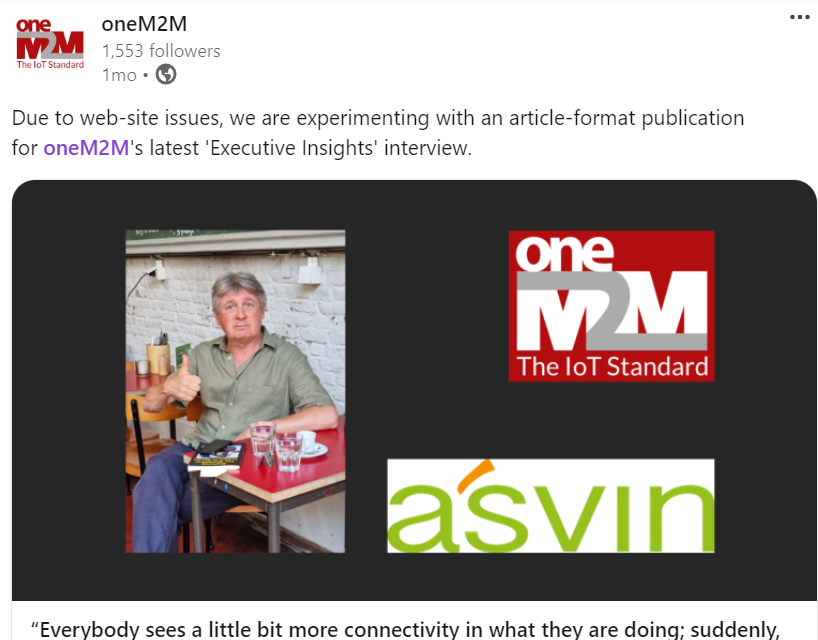 one
M2M
The IoT Standard
oneM2M
1,553 followers
1mo •
Due to web-site issues, we are experimenting with an article-format publication
for oneM2M's latest 'Executive Insights' interview.
one
M2M
The IoT Standard
asvin
“Everybody sees a little bit more connectivity in what they are doing; suddenly,